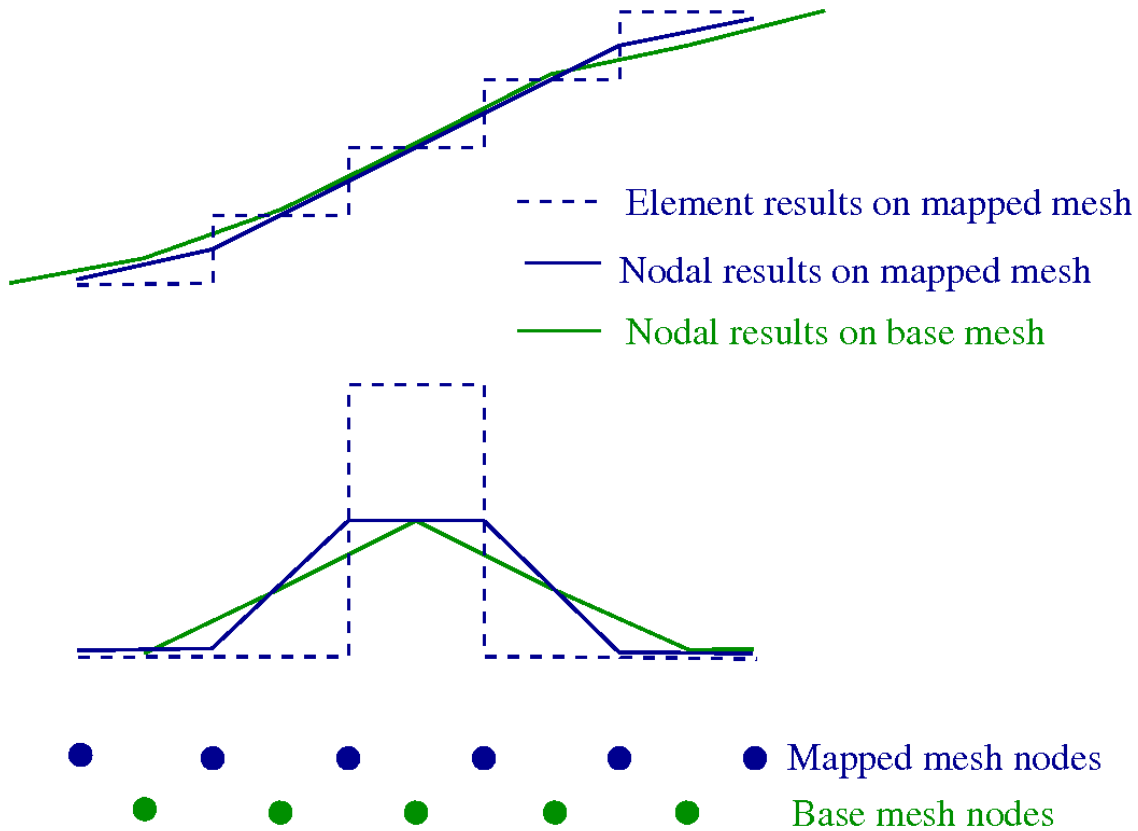 Element results on mapped mesh
Nodal results on mapped mesh
Nodal results on base mesh
Mapped mesh nodes
Base mesh nodes